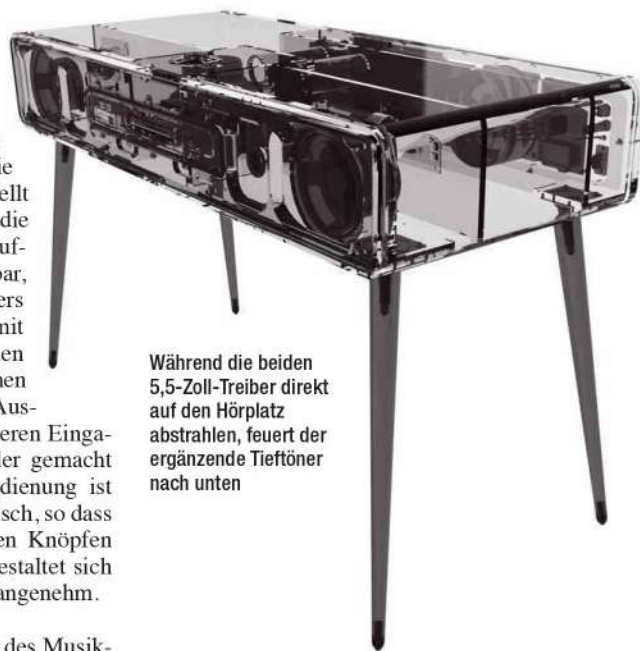 ie
ellt
die
uf-
bar,
ers
mit
en
nen
Aus-
eren Einga-
ler gemacht
dienung ist
sch, so dass
en Knöpfen
estaltet sich
angenehm.
des Musik-
Während die beiden
5,5-Zoll-Treiber direkt
auf den Hörplatz
abstrahlen, feuert der
ergänzende Tieftöner
nach unten